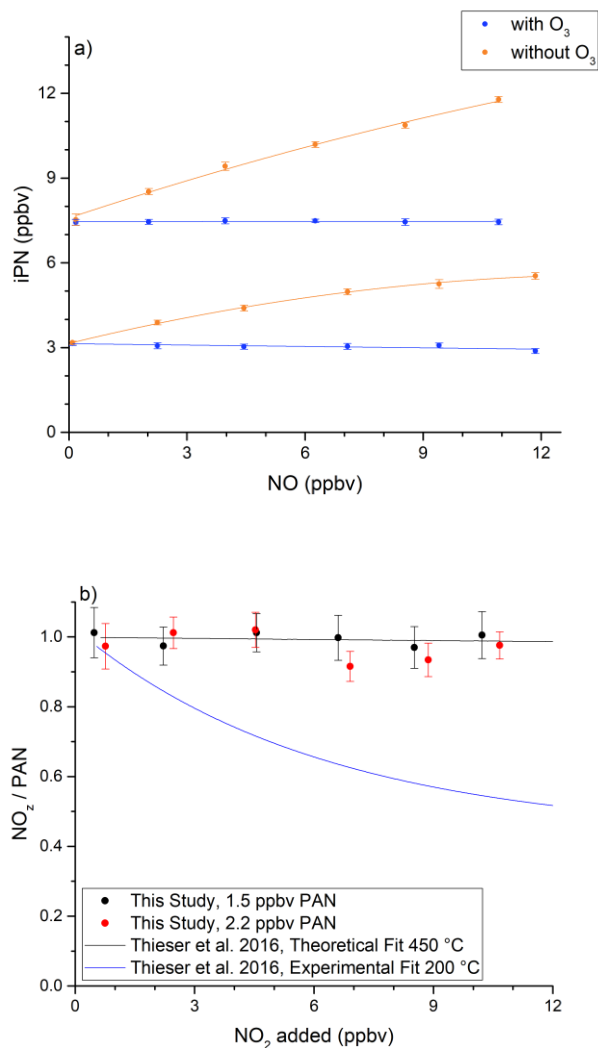 a)
with O3
without O3
12
9
6
3
0
iPN (ppbv)
0 3 6 9 12
NO (ppbv)
b)
1.0
0.8
0.6
0.4
0.2
0.0
NOz / PAN
This Study, 1.5 ppbv PAN
This Study, 2.2 ppbv PAN
Thieser et al. 2016, Theoretical Fit 450 °C
Thieser et al. 2016, Experimental Fit 200 °C
0 3 6 9 12
NO2 added (ppbv)